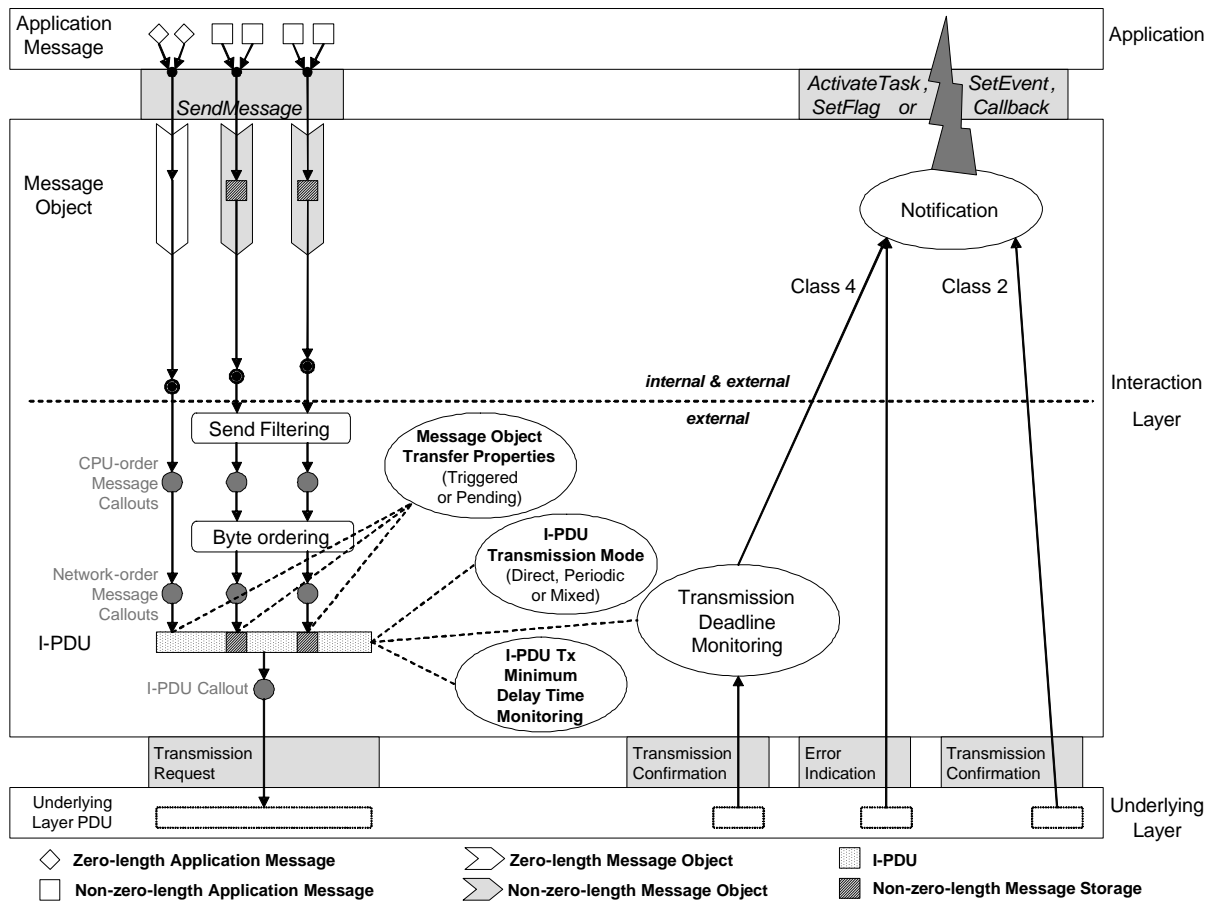 Application
Message
Application
SendMessage
ActivateTask, SetEvent,
SetFlag or Callback
Message
Object
Notification
Class 4
Class 2
internal & external
external
Interaction
Layer
Send Filtering
CPU-order
Message
Callouts
Message Object
Transfer Properties
(Triggered
or Pending)
Byte ordering
I-PDU
Transmission Mode
(Direct, Periodic
or Mixed)
Network-order
Message
Callouts
Transmission
Deadline
Monitoring
I-PDU
I-PDU Tx
Minimum
Delay Time
Monitoring
I-PDU Callout
Transmission
Request
Transmission
Confirmation
Error
Indication
Transmission
Confirmation
Underlying
Layer PDU
Underlying
Layer
Zero-length Application Message
Zero-length Message Object
I-PDU
Non-zero-length Application Message
Non-zero-length Message Object
Non-zero-length Message Storage